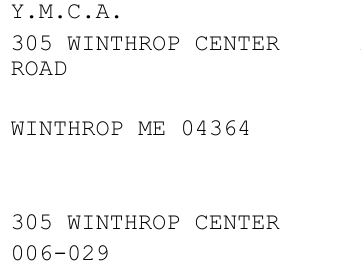 Y.M.C.A.
305 WINTHROP CENTER
ROAD
WINTHROP ME 04364
305 WINTHROP CENTER
006-029